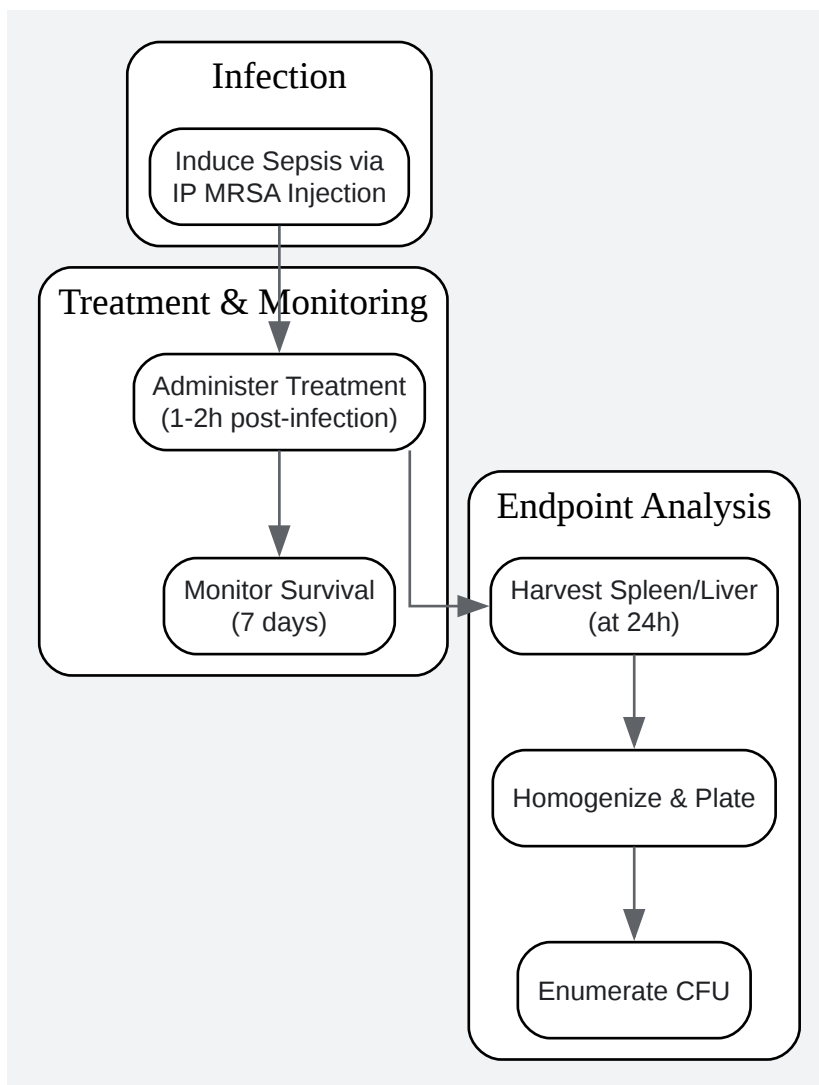 Infection
Induce Sepsis via
IP MRSA Injection
Treatment & Monitoring
Administer Treatment
(1-2h post-infection)
Monitor Survival
(7 days)
Endpoint Analysis
Harvest Spleen/Liver
(at 24h)
Homogenize & Plate
Enumerate CFU